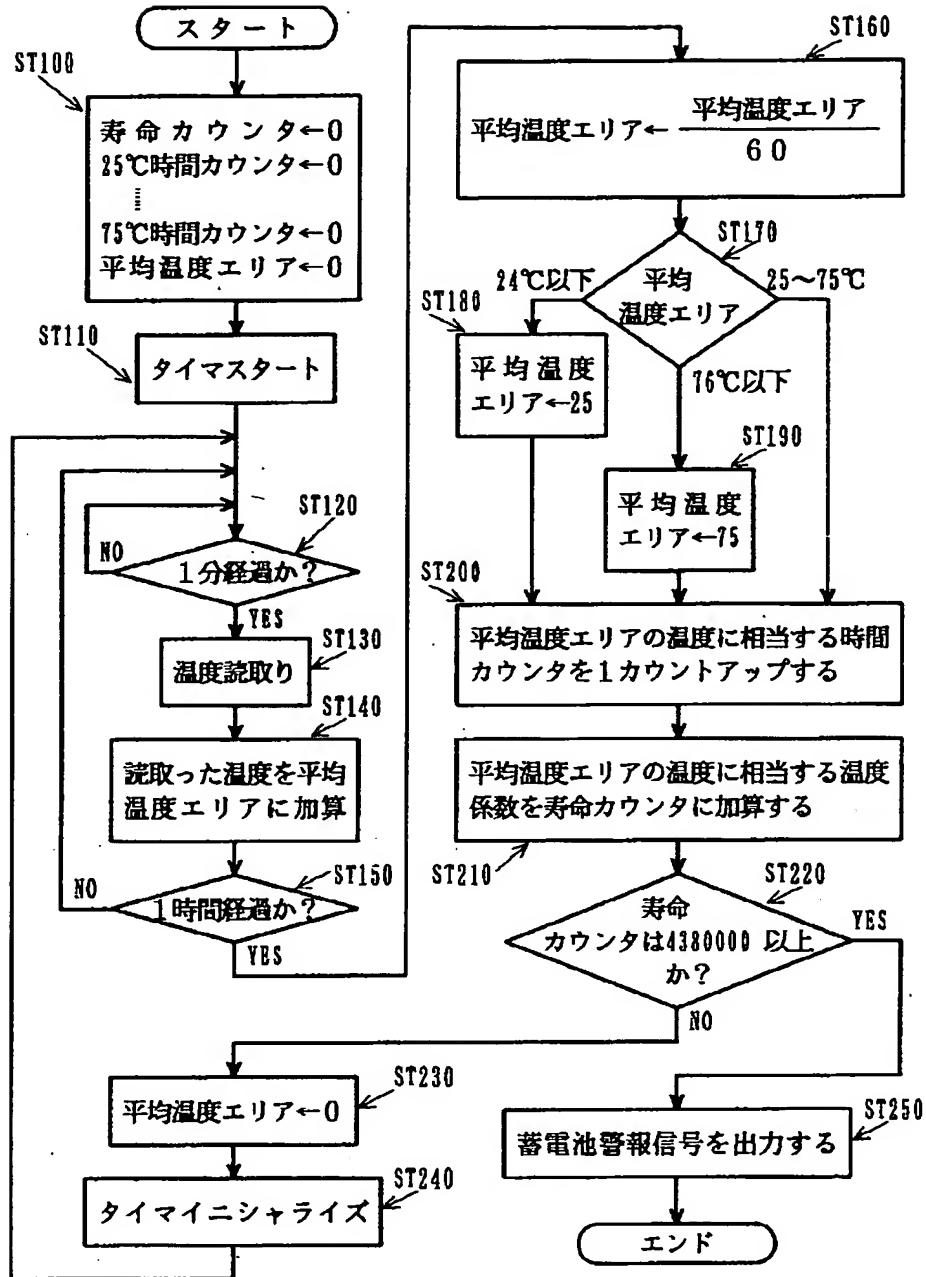 スタート
ST100
寿命カウンタ←0
25℃時間カウンタ←0
75℃時間カウンタ←0
平均温度エリア←0
ST110
タイマスタート
ST120
NO
1分経過か?
YES
ST130
温度読取り
ST140
読取った温度を平均
温度エリアに加算
ST150
NO
1時間経過か?
YES
ST160
平均温度エリア←
平均温度エリア
60
ST170
24℃以下
平均
温度エリア
25~75℃
76℃以下
ST180
平均温度
エリア←25
ST190
平均温度
エリア←75
ST200
平均温度エリアの温度に相当する時間
カウンタを1カウントアップする
平均温度エリアの温度に相当する温度
係数を寿命カウンタに加算する
ST210
ST220
寿命
カウンタは4380000 以上
か?
YES
NO
ST230
平均温度エリア←0
ST240
タイマイニシャライズ
ST250
蓄電池警報信号を出力する
エンド